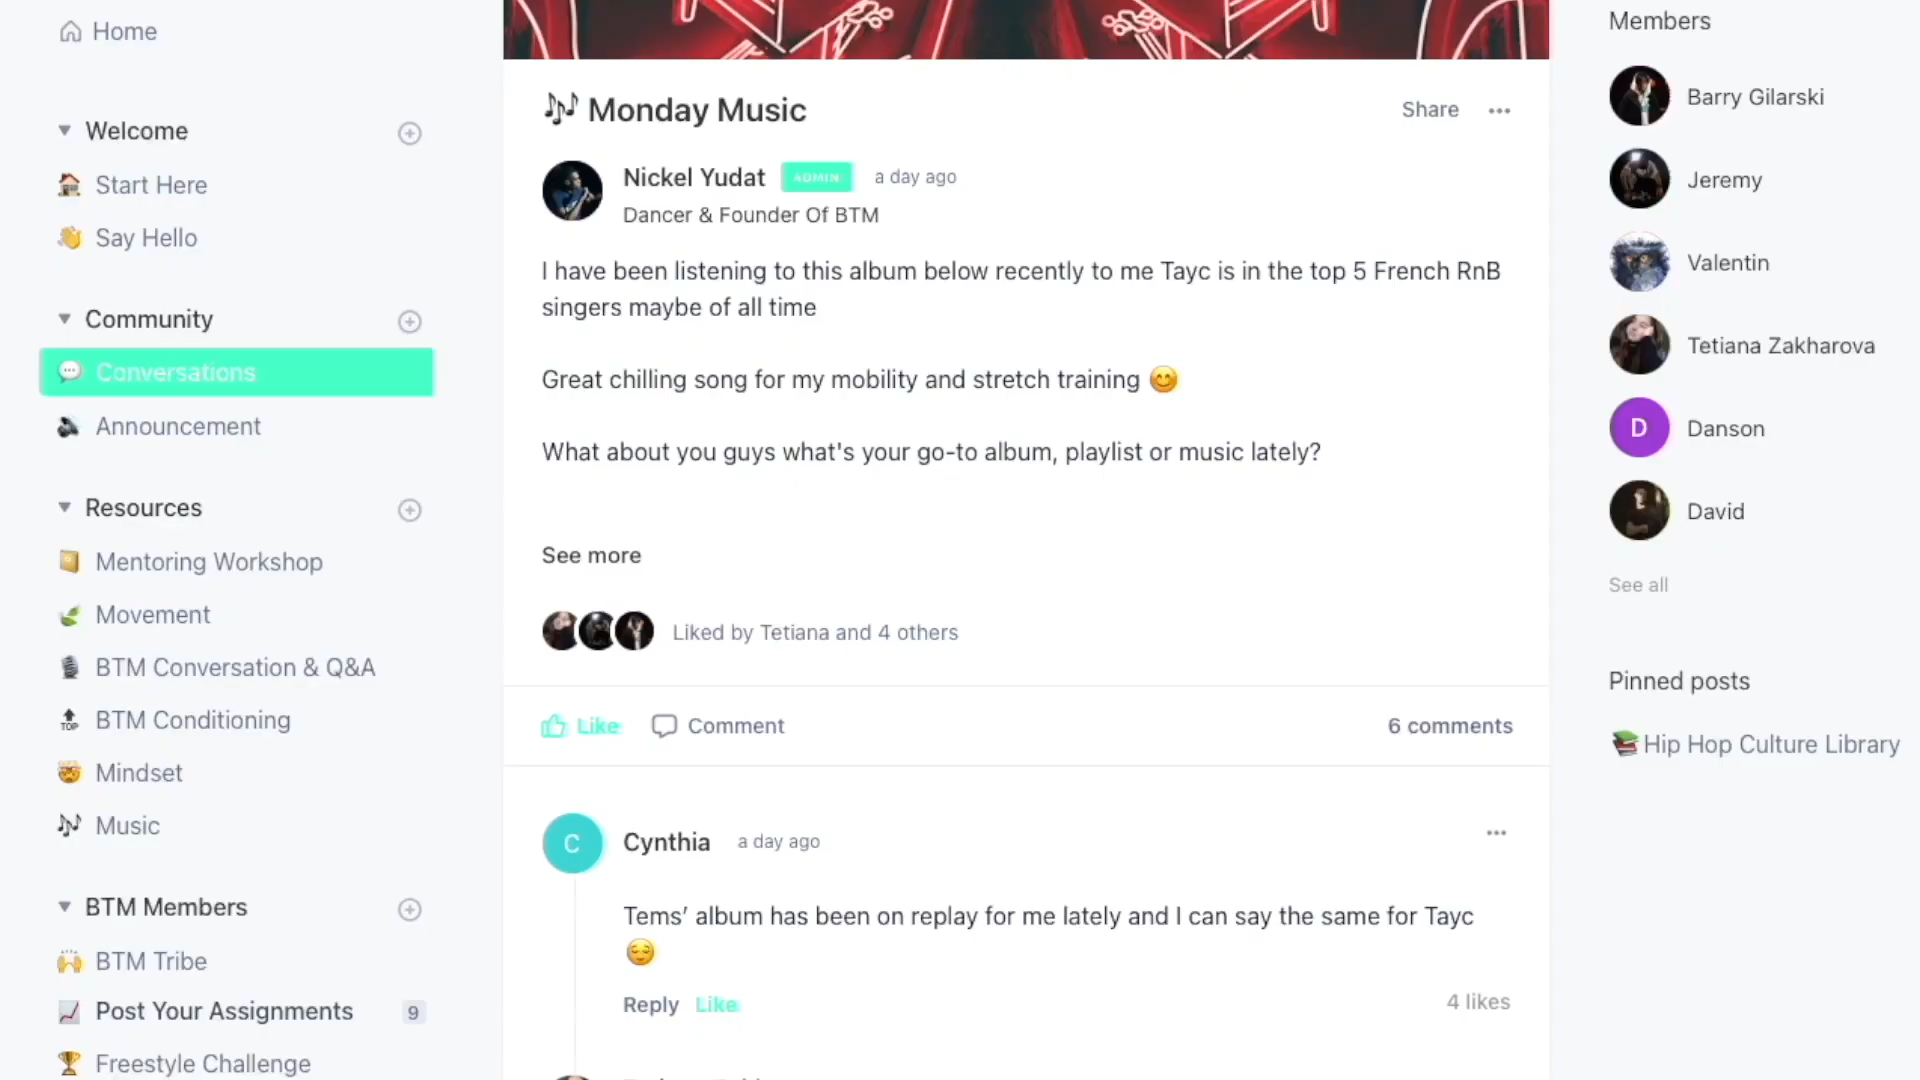 Home
Welcome
Start Here
Say Hello
Community
Conversations
Announcement
Resources
Mentoring Workshop
Movement
BTM Conversation & Q&A
TOP
BTM Conditioning
Mindset
Music
BTM Members
BTM Tribe
Post Your Assignments 9
Freestyle Challenge
Monday Music
Share
Nickel Yudat ADMIN a day ago
Dancer & Founder Of BTM
I have been listening to this album below recently to me Tayc is in the top 5 French RnB
singers maybe of all time
Great chilling song for my mobility and stretch training
What about you guys what's your go-to album, playlist or music lately?
See more
Liked by Tetiana and 4 others
Like Comment 6 comments
C
Cynthia a day ago
Tems’ album has been on replay for me lately and I can say the same for Tayc
Reply Like 4 likes
Members
Barry Gilarski
Jeremy
Valentin
Tetiana Zakharova
D
Danson
David
See all
Pinned posts
Hip Hop Culture Library